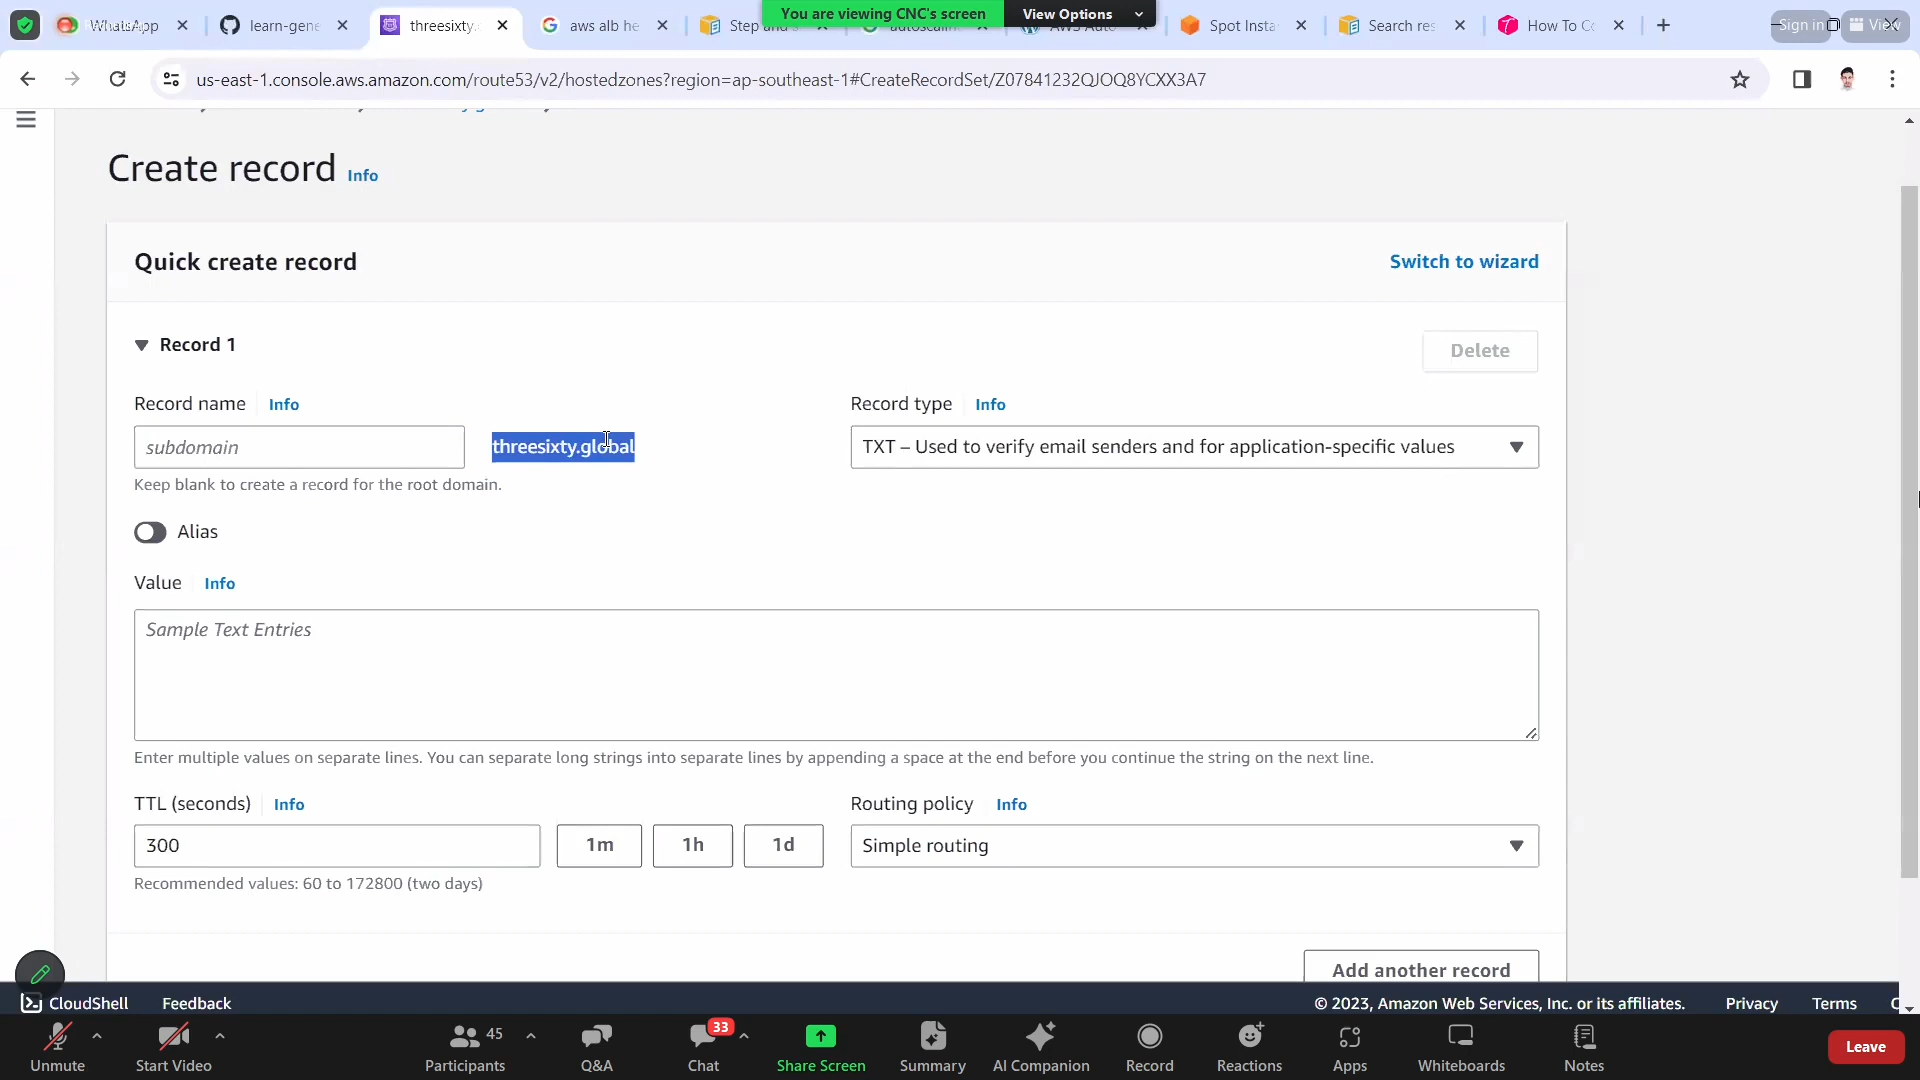 WhatsApp
learn-gene
threesixty.
aws alb he
Step and s
You are viewing CNC's screen
View Options
autoscalin
AWS Auto
Spot Insta
Search res
How To Co
Sign in
View
us-east-1.console.aws.amazon.com/route53/v2/hostedzones?region=ap-southeast-1#CreateRecordSet/Z07841232QJOQ8YCXX3A7
Create record Info
Quick create record
Switch to wizard
Record 1
Delete
Record name Info
Record type Info
subdomain
threesixty.global
TXT – Used to verify email senders and for application-specific values
Keep blank to create a record for the root domain.
Alias
Value Info
Sample Text Entries
Enter multiple values on separate lines. You can separate long strings into separate lines by appending a space at the end before you continue the string on the next line.
TTL (seconds) Info
Routing policy Info
300
1m
1h
1d
Simple routing
Recommended values: 60 to 172800 (two days)
Add another record
CloudShell
Feedback
© 2023, Amazon Web Services, Inc. or its affiliates.
Privacy
Terms
C
45
33
Unmute
Start Video
Participants
Q&A
Chat
Share Screen
Summary
AI Companion
Record
Reactions
Apps
Whiteboards
Notes
Leave